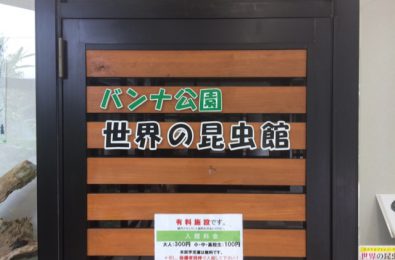 バンナ公園
世界の昆虫館
有料施設です。
入館料金
大人:300円 小・中・高校生:100円
世界の昆